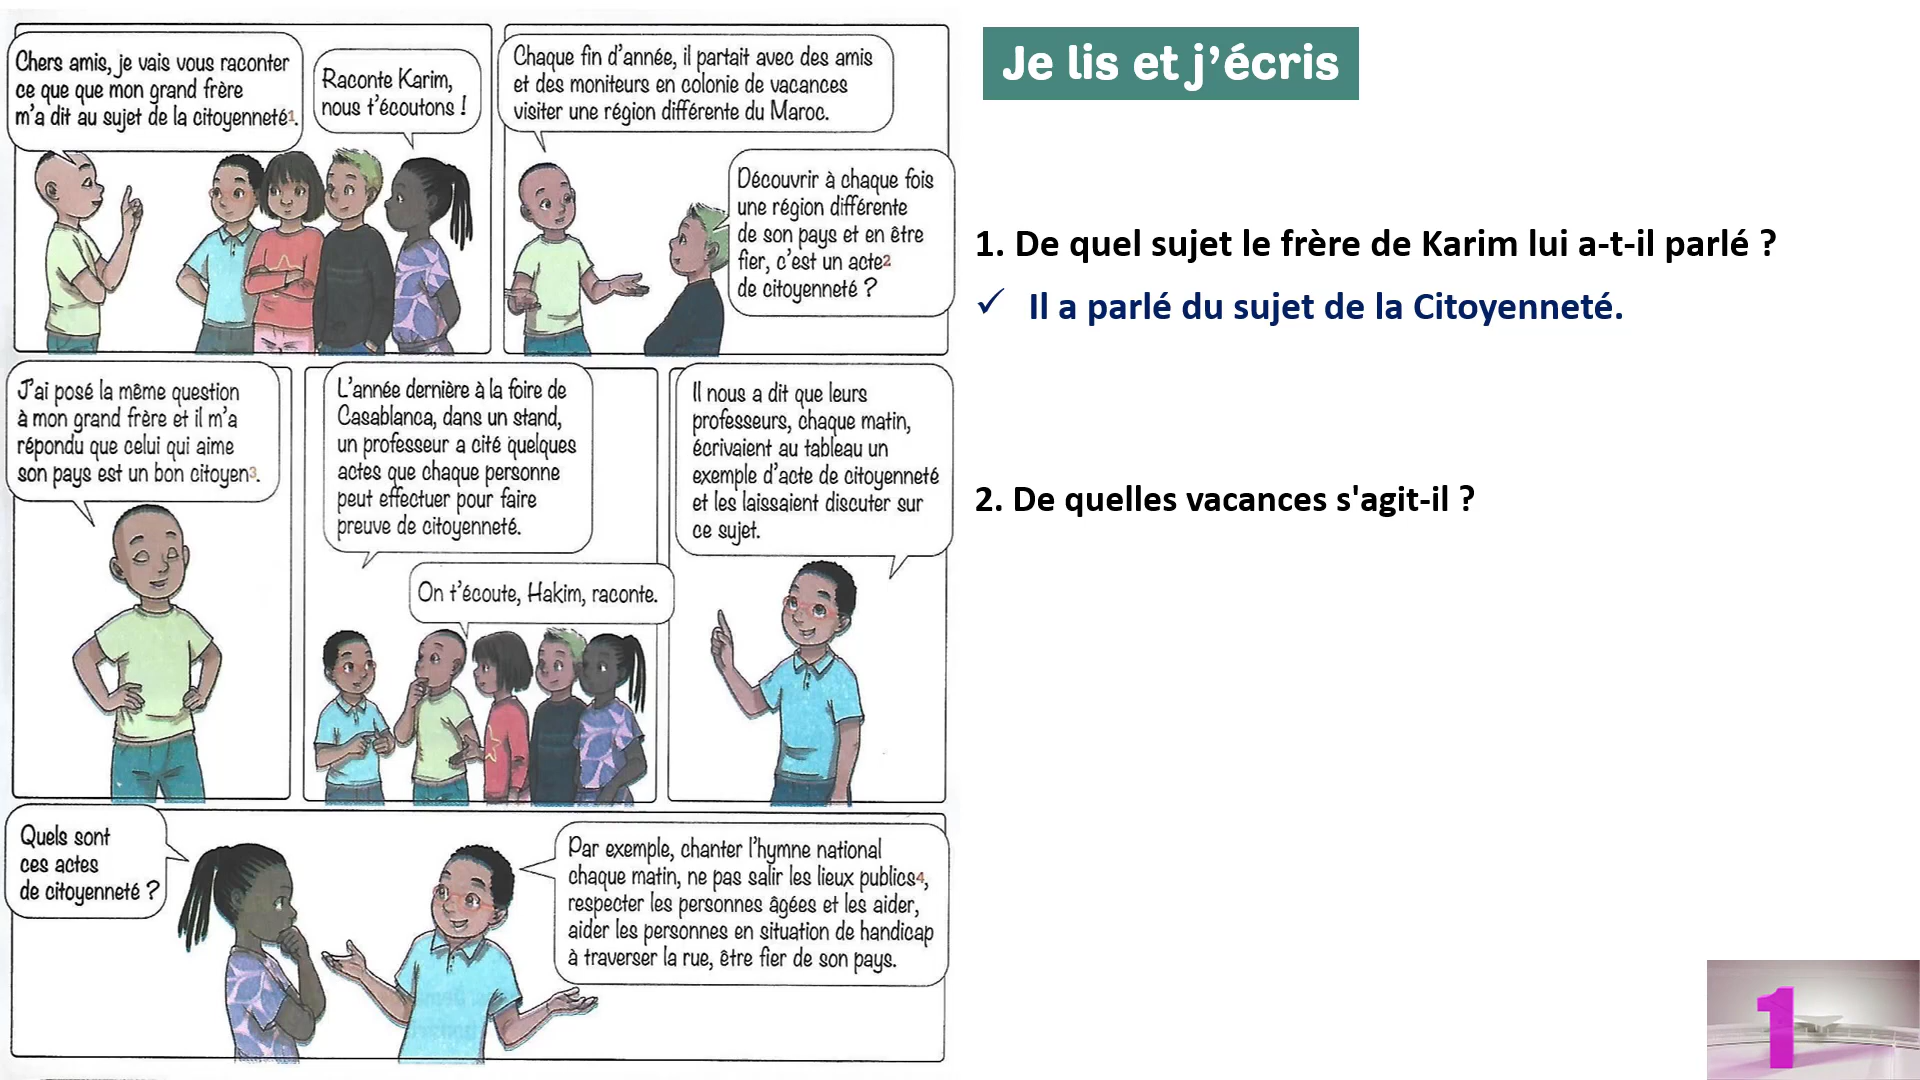 Chers amis, je vais vous raconter
ce que que mon grand frère
m'a dit au sujet de la citoyenneté1.
Raconte Karim,
nous t'écoutons !
Chaque fin d'année, il partait avec des amis
et des moniteurs en colonie de vacances
visiter une région différente du Maroc.
Découvrir à chaque fois
une région différente
de son pays et en être
fier, c'est un acte2
de citoyenneté ?
J'ai posé la même question
à mon grand frère et il m'a
répondu que celui qui aime
son pays est un bon citoyen3.
L'année dernière à la foire de
Casablanca, dans un stand,
un professeur a cité quelques
actes que chaque personne
peut effectuer pour faire
preuve de citoyenneté.
On t'écoute, Hakim, raconte.
Il nous a dit que leurs
professeurs, chaque matin,
écrivaient au tableau un
exemple d'acte de citoyenneté
et les laissaient discuter sur
ce sujet.
Quels sont
ces actes
de citoyenneté ?
Par exemple, chanter l'hymne national
chaque matin, ne pas salir les lieux publics4,
respecter les personnes âgées et les aider,
aider les personnes en situation de handicap
à traverser la rue, être fier de son pays.
Je lis et j'écris
1. De quel sujet le frère de Karim lui a-t-il parlé ?
✓ Il a parlé du sujet de la Citoyenneté.
2. De quelles vacances s'agit-il ?
1